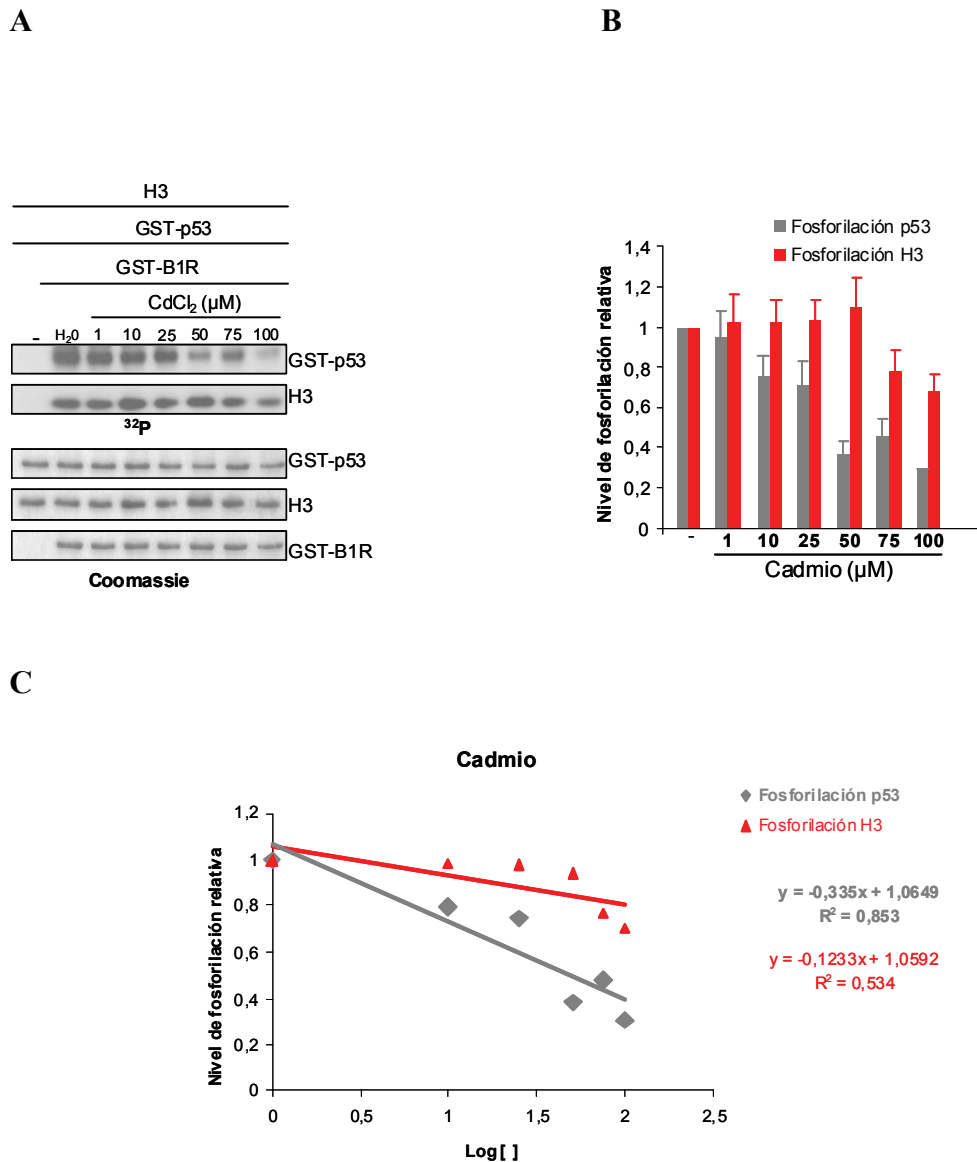 A
H3
GST-p53
GST-B1R
CdCl₂ (µM)
- H₂0 1 10 25 50 75 100
GST-p53
H3
³²P
GST-p53
H3
GST-B1R
Coomassie
B
Fosforilación p53
Fosforilación H3
Nivel de fosforilación relativa
1,4
1,2
1
0,8
0,6
0,4
0,2
0
- 1 10 25 50 75 100
Cadmio (µM)
C
Cadmio
Fosforilación p53
Fosforilación H3
y = -0,335x + 1,0649
R² = 0,853
y = -0,1233x + 1,0592
R² = 0,534
Nivel de fosforilación relativa
1,2
1
0,8
0,6
0,4
0,2
0
0 0,5 1 1,5 2 2,5
Log [ ]